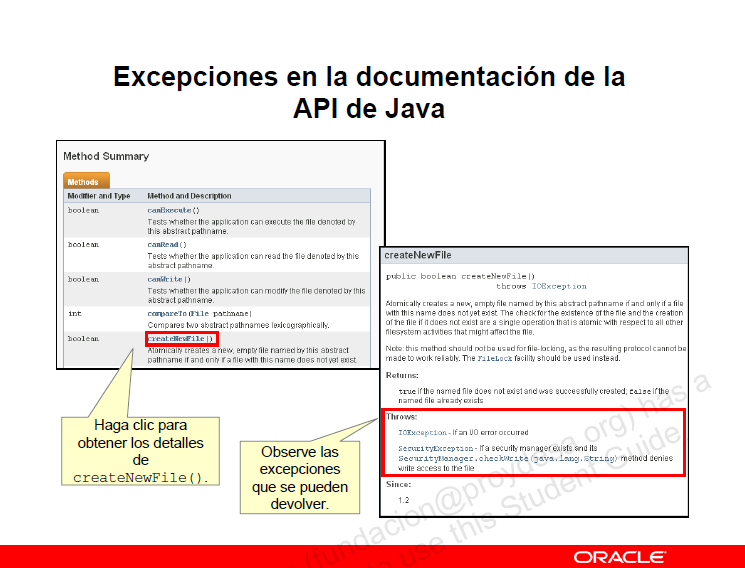 Excepciones en la documentación de la
API de Java
Method Summary
Methods
Modifier and Type Method and Description
boolean canExecute()
Tests whether the application can execute the file denoted by
this abstract pathname.
boolean canRead()
Tests whether the application can read the file denoted by this
abstract pathname.
boolean canWrite()
Tests whether the application can modify the file denoted by this
abstract pathname.
int compareTo(File pathname)
Compares two abstract pathnames lexicographically.
boolean createNewFile()
Atomically creates a new, empty file named by this abstract
pathname if and only if a file with this name does not yet exist.
Haga clic para
obtener los detalles
de
createNewFile().
createNewFile
public boolean createNewFile()
throws IOException
Atomically creates a new, empty file named by this abstract pathname if and only if a file
with this name does not yet exist. The check for the existence of the file and the creation
of the file if it does not exist are a single operation that is atomic with respect to all other
filesystem activities that might affect the file.
Note: this method should not be used for file-locking, as the resulting protocol cannot be
made to work reliably. The FileLock facility should be used instead.
Returns:
true if the named file does not exist and was successfully created; false if the
named file already exists
Throws:
IOException - If an I/O error occurred
SecurityException - If a security manager exists and its
SecurityManager.checkWrite(java.lang.String) method denies
write access to the file
Since:
1.2
Observe las
excepciones
que se pueden
devolver.
(fundacion@proydesa.org) has a
use this Student Guide
ORACLE